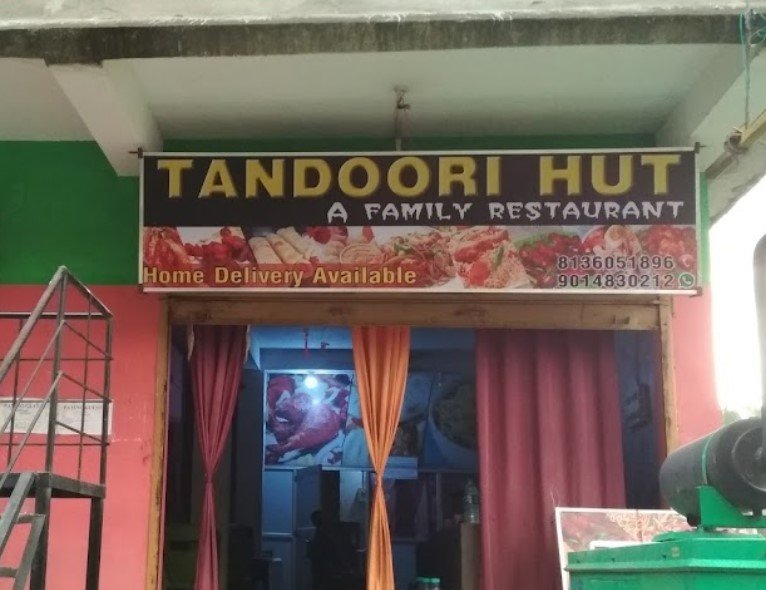 TANDOORI HUT
A FAMILY RESTAURANT
Home Delivery Available
8136051896
9014830212